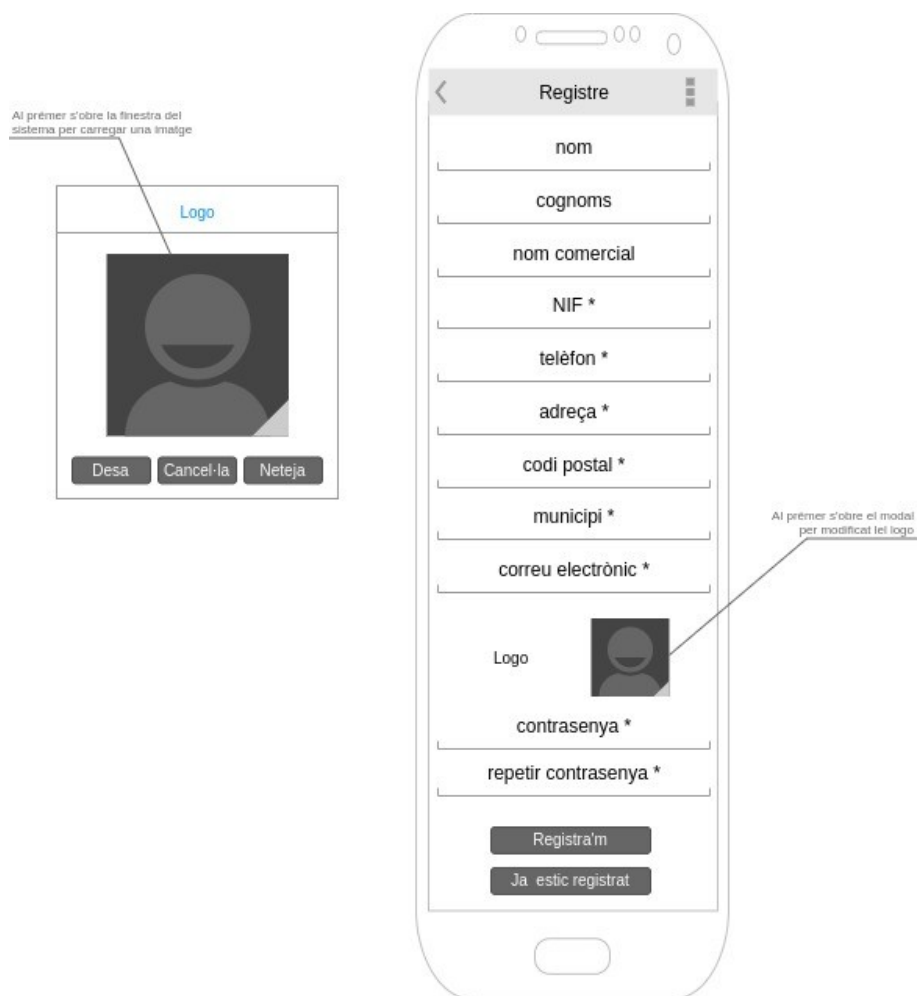 Al prémer s'obre la finestra del
sistema per carregar una imatge
Logo
Desa Cancel·la Neteja
Registre
nom
cognoms
nom comercial
NIF *
telèfon *
adreça *
codi postal *
municipi *
correu electrònic *
Al prémer s'obre el modal
per modificat lel logo
Logo
contrasenya *
repetir contrasenya *
Registra'm
Ja estic registrat